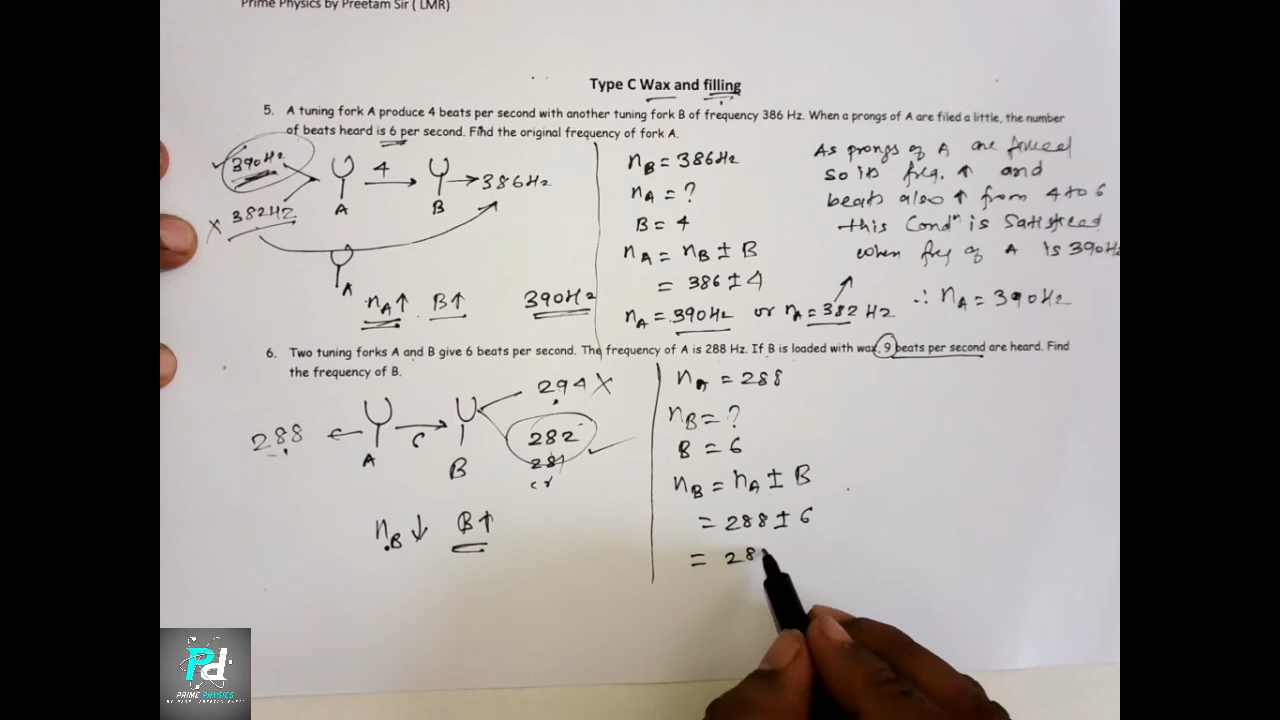 Prime Physics by Preetam Sir ( LMR)
Type C Wax and filling
5. A tuning fork A produce 4 beats per second with another tuning fork B of frequency 386 Hz. When a prongs of A are filed a little, the number
of beats heard is 6 per second. Find the original frequency of fork A.
390Hz
382Hz
4
386Hz
A
B
A
nA↑ B↑
390Hz
nB = 386Hz
nA = ?
B = 4
nA = nB ± B
= 386 ± 4
nA = 390Hz or nA = 382 Hz
As prongs of A are
so its freq. ↑ and
beats also ↑ from 4 to 6
this Condn is Satisfied
when freq of A is 390Hz
∴ nA = 390Hz
6. Two tuning forks A and B give 6 beats per second. The frequency of A is 288 Hz. If B is loaded with wax, 9 beats per second are heard. Find
the frequency of B.
288
A
6
B
294 X
282
nB↓ B↑
nA = 288
nB = ?
B = 6
nB = nA ± B
= 288 ± 6
= 28
Pd
PRIME PHYSICS